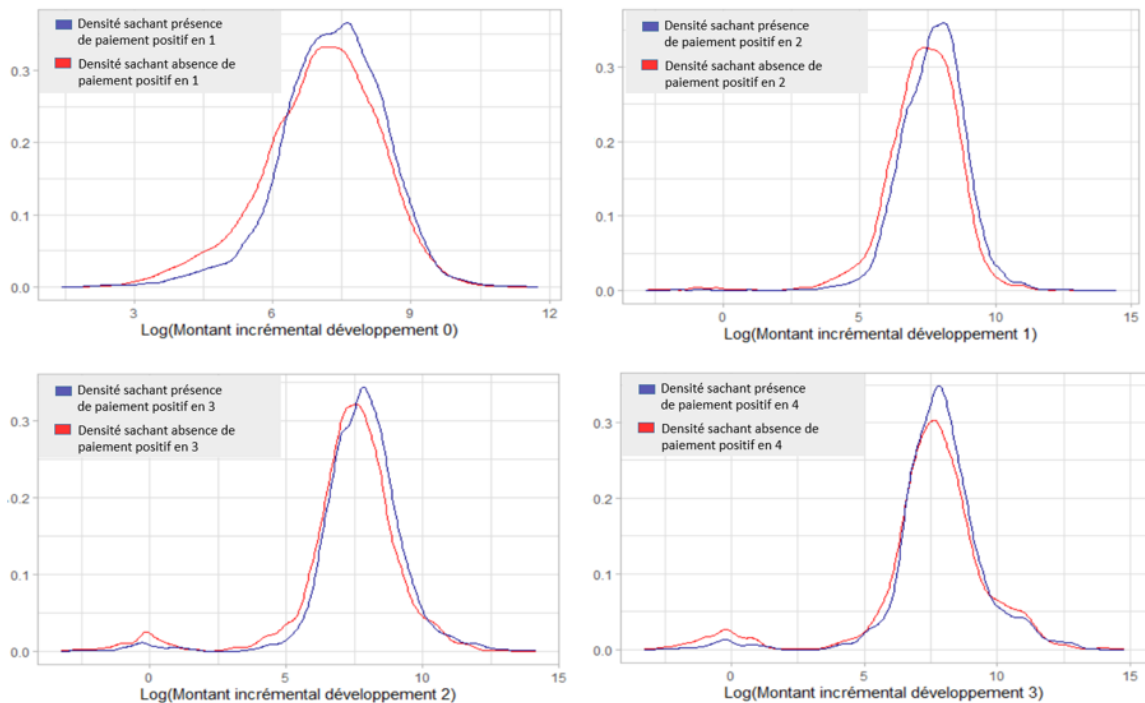 Densité sachant présence
de paiement positif en 1
Densité sachant absence de
paiement positif en 1
0.3
0.2
0.1
0.0
3
6
9
12
Log(Montant incrémental développement 0)
Densité sachant présence
de paiement positif en 2
Densité sachant absence de
paiement positif en 2
0.3
0.2
0.1
0.0
0
5
10
15
Log(Montant incrémental développement 1)
Densité sachant présence
de paiement positif en 3
Densité sachant absence de
paiement positif en 3
0.3
0.2
0.1
0.0
0
5
10
15
Log(Montant incrémental développement 2)
Densité sachant présence
de paiement positif en 4
Densité sachant absence de
paiement positif en 4
0.3
0.2
0.1
0.0
0
5
10
15
Log(Montant incrémental développement 3)